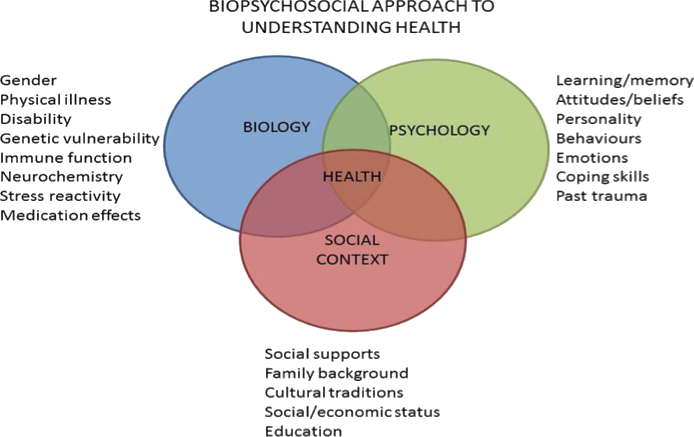 BIOPSYCHOSOCIAL APPROACH TO
UNDERSTANDING HEALTH
Gender
Physical illness
Disability
Genetic vulnerability
Immune function
Neurochemistry
Stress reactivity
Medication effects
BIOLOGY
PSYCHOLOGY
HEALTH
SOCIAL
CONTEXT
Learning/memory
Attitudes/beliefs
Personality
Behaviours
Emotions
Coping skills
Past trauma
Social supports
Family background
Cultural traditions
Social/economic status
Education